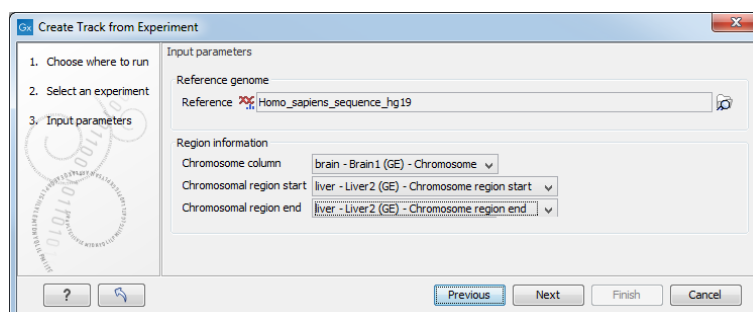 Gx Create Track from Experiment
1. Choose where to run
2. Select an experiment
3. Input parameters
Input parameters
Reference genome
Reference Homo_sapiens_sequence_hg19
Region information
Chromosome column brain - Brain1 (GE) - Chromosome
Chromosomal region start liver - Liver2 (GE) - Chromosome region start
Chromosomal region end liver - Liver2 (GE) - Chromosome region end
? Previous Next Finish Cancel